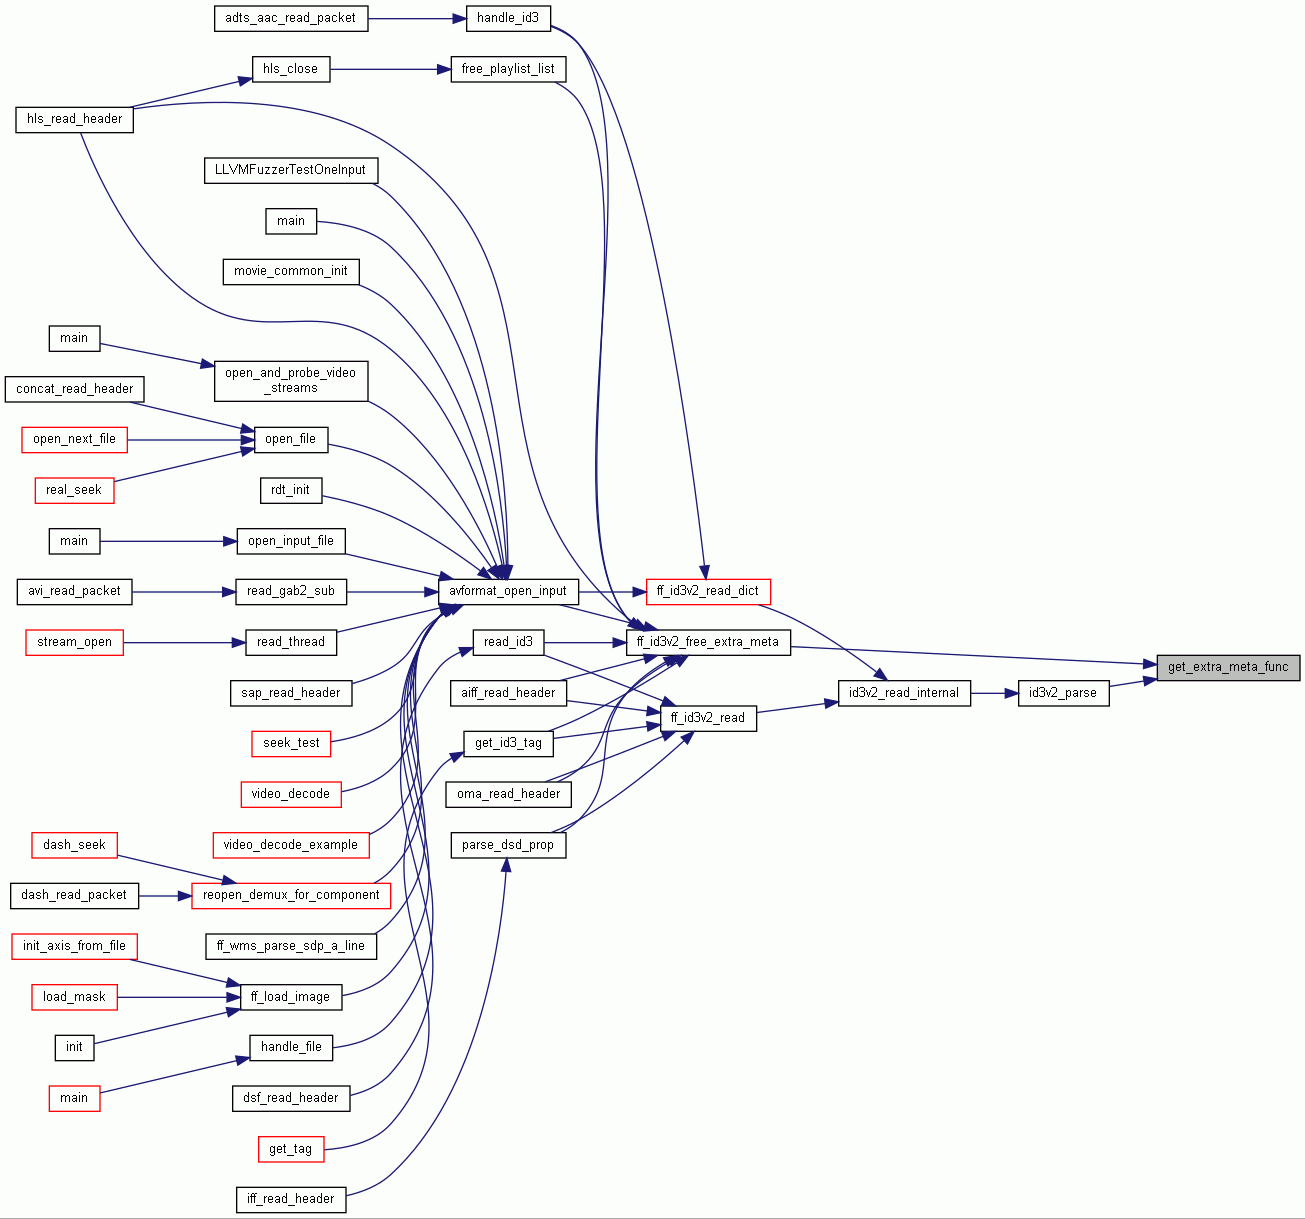 adts_aac_read_packet
handle_id3
hls_close
free_playlist_list
hls_read_header
LLVMFuzzerTestOneInput
main
movie_common_init
main
open_and_probe_video
_streams
concat_read_header
open_next_file
open_file
real_seek
rdt_init
main
open_input_file
avi_read_packet
read_gab2_sub
avformat_open_input
ff_id3v2_read_dict
stream_open
read_thread
read_id3
ff_id3v2_free_extra_meta
get_extra_meta_func
sap_read_header
aiff_read_header
id3v2_read_internal
id3v2_parse
ff_id3v2_read
seek_test
get_id3_tag
video_decode
oma_read_header
dash_seek
video_decode_example
parse_dsd_prop
dash_read_packet
reopen_demux_for_component
init_axis_from_file
ff_wms_parse_sdp_a_line
load_mask
ff_load_image
init
handle_file
main
dsf_read_header
get_tag
iff_read_header